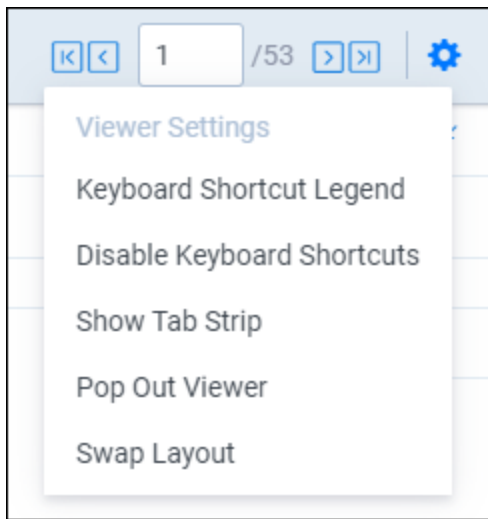 1 /53
Viewer Settings
Keyboard Shortcut Legend
Disable Keyboard Shortcuts
Show Tab Strip
Pop Out Viewer
Swap Layout